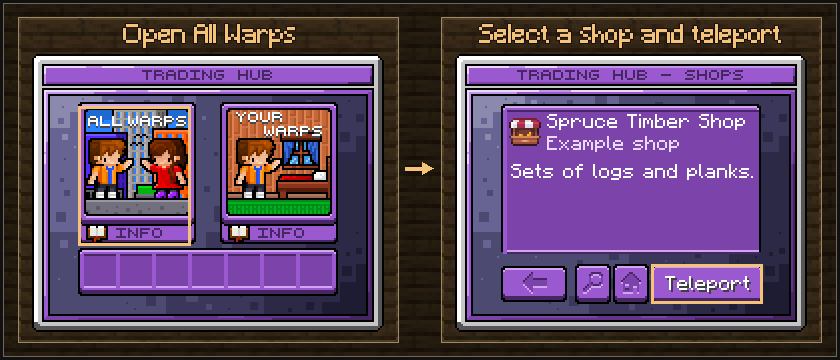 Open All Warps
TRADING HUB
ALL WARPS
YOUR
WARPS
INFO
INFO
Select a shop and teleport
TRADING HUB – SHOPS
Spruce Timber Shop
Example shop
Sets of logs and planks.
Teleport